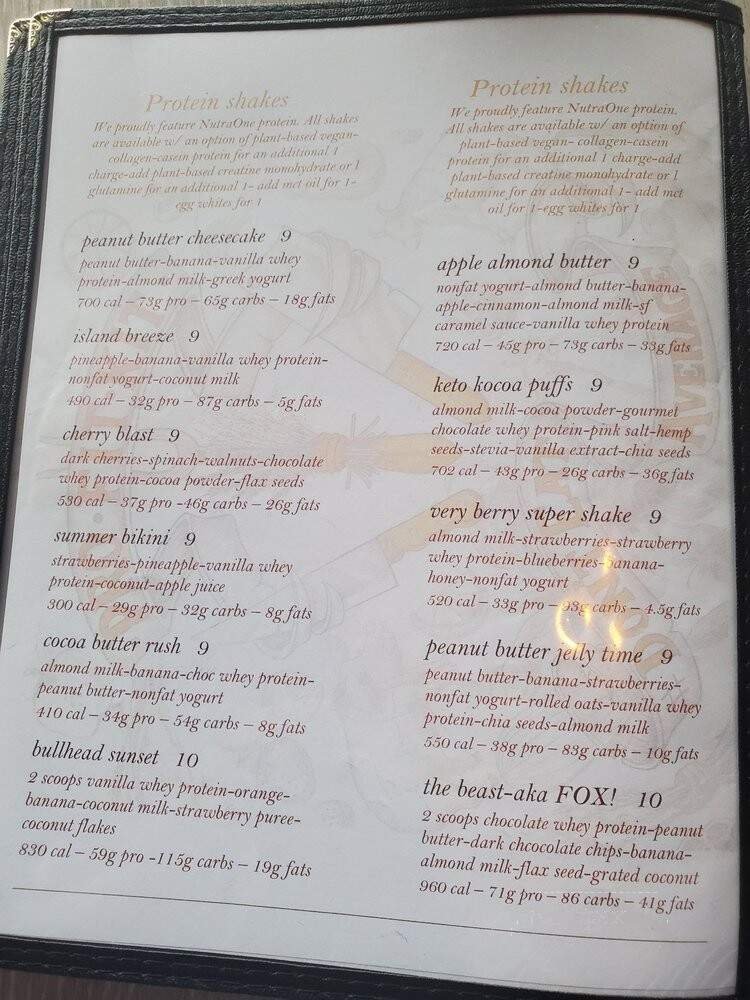 Protein shakes
We proudly feature NutraOne protein. All shakes
are available w/ an option of plant-based vegan-
collagen-casein protein for an additional 1
charge-add plant-based creatine monohydrate or l
glutamine for an additional 1- add mct oil for 1-
egg whites for 1
peanut butter cheesecake 9
peanut butter-banana-vanilla whey
protein-almond milk-greek yogurt
700 cal – 73g pro – 65g carbs – 18g fats
island breeze 9
pineapple-banana-vanilla whey protein-
nonfat yogurt-coconut milk
490 cal – 32g pro – 87g carbs – 5g fats
cherry blast 9
dark cherries-spinach-walnuts-chocolate
whey protein-cocoa powder-flax seeds
530 cal – 37g pro -46g carbs – 26g fats
summer bikini 9
strawberries-pineapple-vanilla whey
protein-coconut-apple juice
300 cal – 29g pro – 32g carbs – 8g fats
cocoa butter rush 9
almond milk-banana-choc whey protein-
peanut butter-nonfat yogurt
410 cal – 34g pro – 54g carbs – 8g fats
bullhead sunset 10
2 scoops vanilla whey protein-orange-
banana-coconut milk-strawberry puree-
coconut flakes
830 cal – 59g pro -115g carbs – 19g fats
Protein shakes
We proudly feature NutraOne protein.
All shakes are available w/ an option of
plant-based vegan- collagen-casein
protein for an additional 1 charge-add
plant-based creatine monohydrate or l
glutamine for an additional 1- add mct
oil for 1-egg whites for 1
apple almond butter 9
nonfat yogurt-almond butter-banana-
apple-cinnamon-almond milk-sf
caramel sauce-vanilla whey protein
720 cal – 45g pro – 73g carbs – 33g fats
keto kocoa puffs 9
almond milk-cocoa powder-gourmet
chocolate whey protein-pink salt-hemp
seeds-stevia-vanilla extract-chia seeds
702 cal – 43g pro – 26g carbs – 36g fats
very berry super shake 9
almond milk-strawberries-strawberry
whey protein-blueberries-banana-
honey-nonfat yogurt
520 cal – 33g pro – 93g carbs – 4.5g fats
peanut butter jelly time 9
peanut butter-banana-strawberries-
nonfat yogurt-rolled oats-vanilla whey
protein-chia seeds-almond milk
550 cal – 38g pro – 83g carbs – 10g fats
the beast-aka FOX! 10
2 scoops chocolate whey protein-peanut
butter-dark chcocolate chips-banana-
almond milk-flax seed-grated coconut
960 cal – 71g pro – 86 carbs – 41g fats